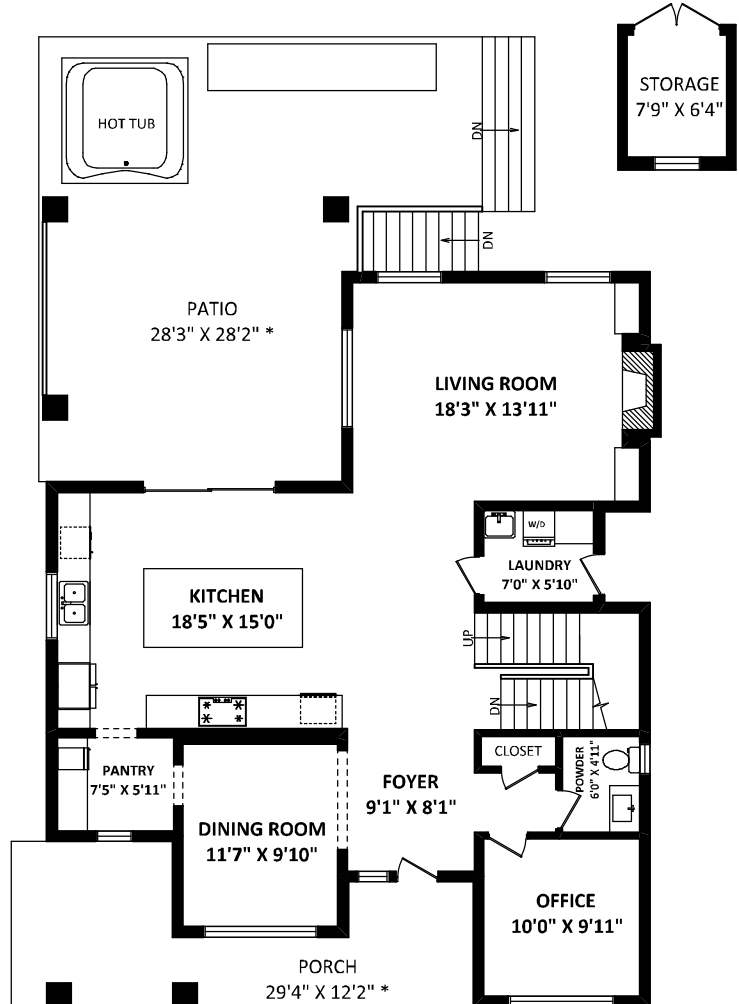 STORAGE
7'9" X 6'4"
HOT TUB
DN
DN
PATIO
28'3" X 28'2" *
LIVING ROOM
18'3" X 13'11"
W/D
LAUNDRY
7'0" X 5'10"
KITCHEN
18'5" X 15'0"
UP
DN
CLOSET
POWDER
6'0" X 4'11"
PANTRY
7'5" X 5'11"
FOYER
9'1" X 8'1"
DINING ROOM
11'7" X 9'10"
OFFICE
10'0" X 9'11"
PORCH
29'4" X 12'2" *